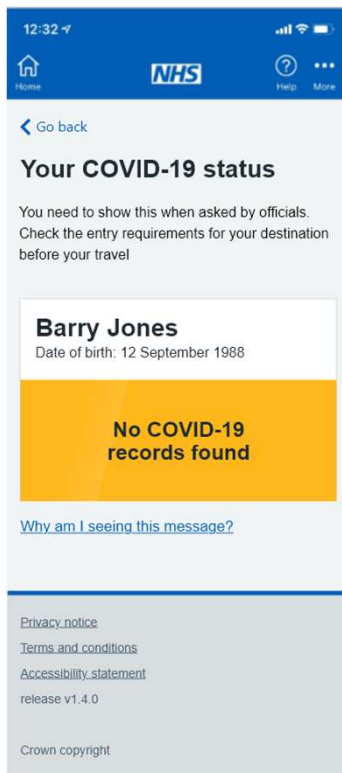 12:32
NHS
Home
Help
More
Go back
Your COVID-19 status
You need to show this when asked by officials.
Check the entry requirements for your destination
before your travel
Barry Jones
Date of birth: 12 September 1988
No COVID-19
records found
Why am I seeing this message?
Privacy notice
Terms and conditions
Accessibility statement
release v1.4.0
Crown copyright